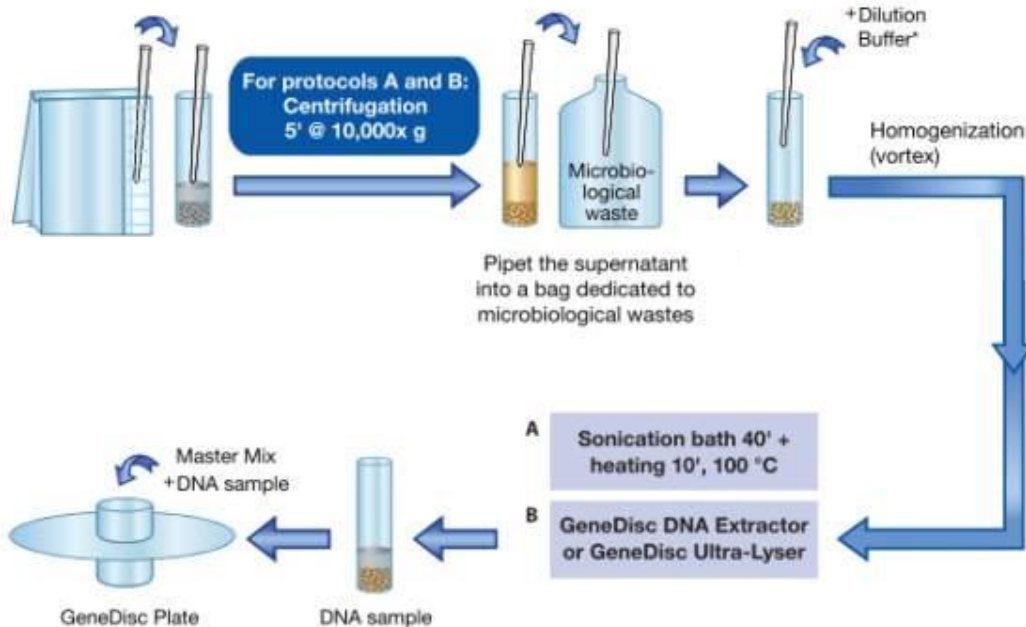 For protocols A and B:
Centrifugation
5' @ 10,000x g
Microbio-
logical
waste
+Dilution
Buffer*
Homogenization
(vortex)
Pipet the supernatant
into a bag dedicated to
microbiological wastes
A
Sonication bath 40' +
heating 10', 100 °C
B
GeneDisc DNA Extractor
or GeneDisc Ultra-Lyser
Master Mix
+DNA sample
GeneDisc Plate
DNA sample